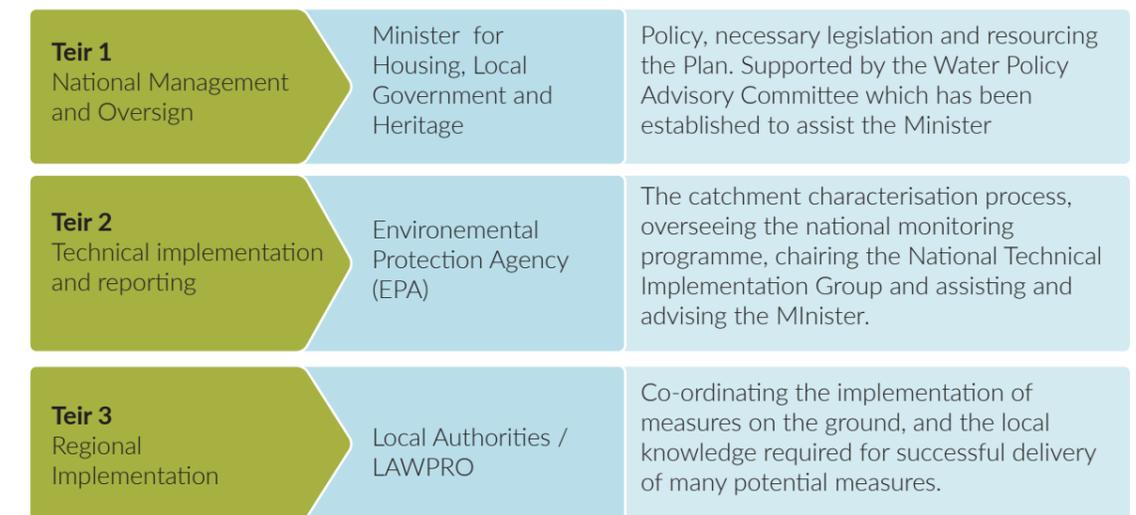 Teir 1
National Management
and Oversign
Minister for
Housing, Local
Government and
Heritage
Policy, necessary legislation and resourcing
the Plan. Supported by the Water Policy
Advisory Committee which has been
established to assist the Minister
Teir 2
Technical implementation
and reporting
Environemental
Protection Agency
(EPA)
The catchment characterisation process,
overseeing the national monitoring
programme, chairing the National Technical
Implementation Group and assisting and
advising the MInister.
Teir 3
Regional
Implementation
Local Authorities /
LAWPRO
Co-ordinating the implementation of
measures on the ground, and the local
knowledge required for successful delivery
of many potential measures.